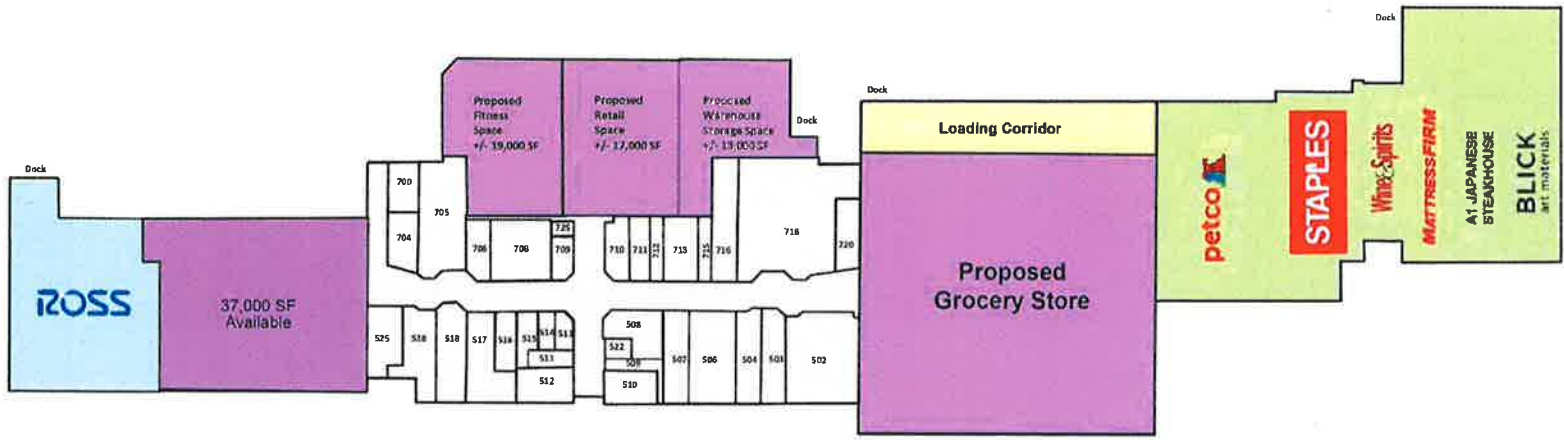 Dock
ROSS
37,000 SF
Available
Proposed
Fitness
Space
+/- 19,000 SF
Proposed
Retail
Space
+/- 17,000 SF
Proposed
Warehouse
Storage Space
+/- 13,000 SF
Dock
700
704
705
706
708
725
709
710
711
712
713
715
716
718
720
525
518
517
516
515
514
513
511
512
508
522
509
510
507
506
504
503
502
Dock
Loading Corridor
Proposed
Grocery Store
petco
STAPLES
Wine & Spirits
MATTRESSFIRM
A1 JAPANESE
STEAKHOUSE
BLICK
art materials
Dock